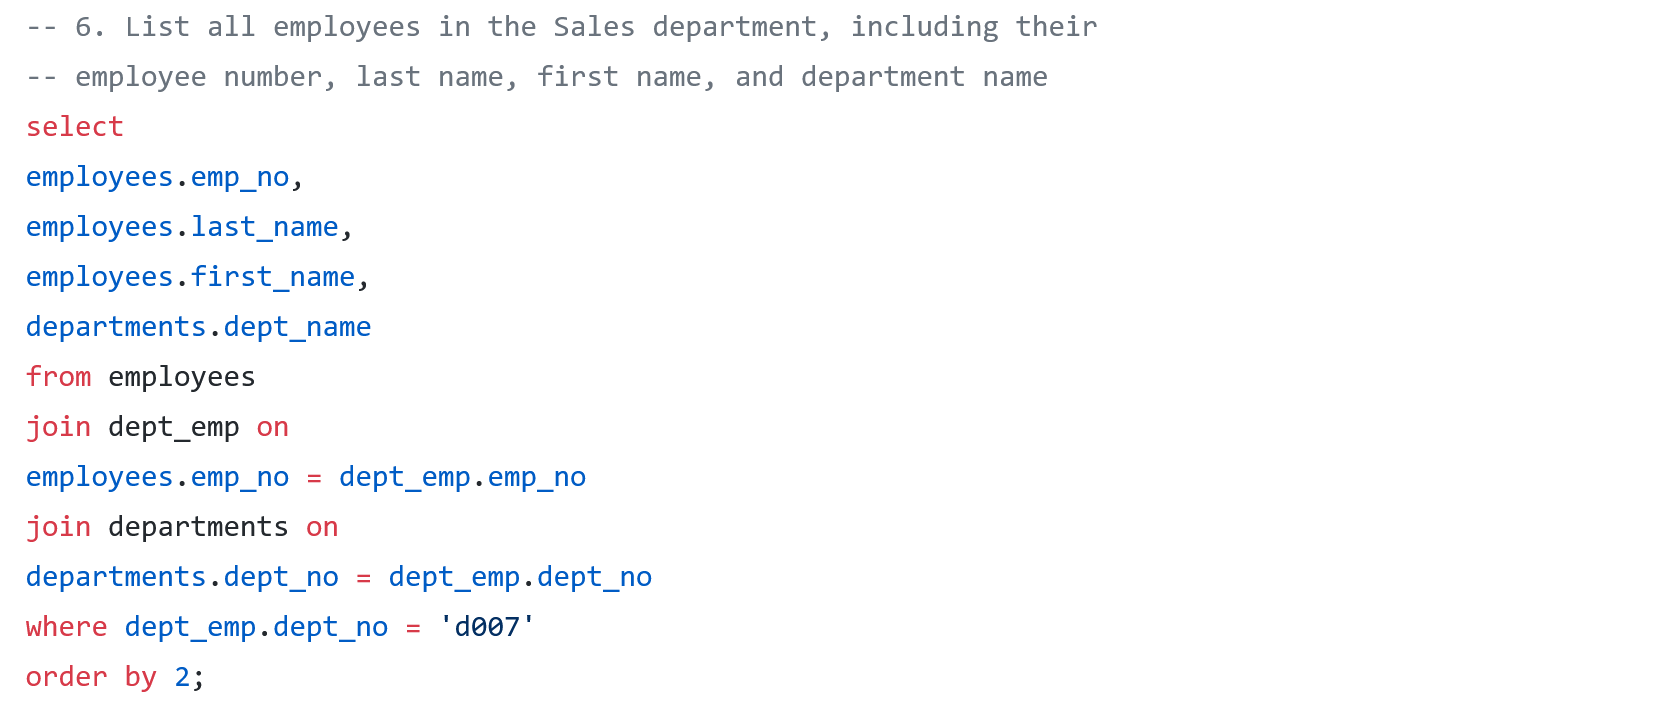 -- 6. List all employees in the Sales department, including their
-- employee number, last name, first name, and department name
select
employees.emp_no,
employees.last_name,
employees.first_name,
departments.dept_name
from employees
join dept_emp on
employees.emp_no = dept_emp.emp_no
join departments on
departments.dept_no = dept_emp.dept_no
where dept_emp.dept_no = 'd007'
order by 2;